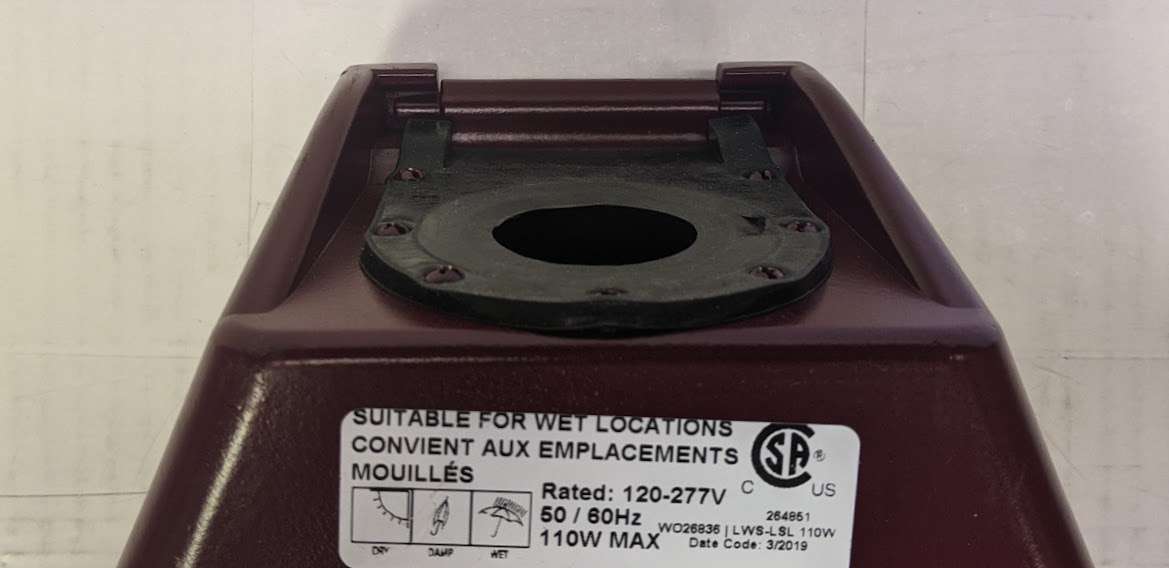 SUITABLE FOR WET LOCATIONS
CONVIENT AUX EMPLACEMENTS
MOUILLÉS
DRY DAMP WET
Rated: 120-277V
50 / 60Hz
110W MAX
SA ®
C US
264851
WO26836 | LWS-LSL 110W
Date Code: 3/2019